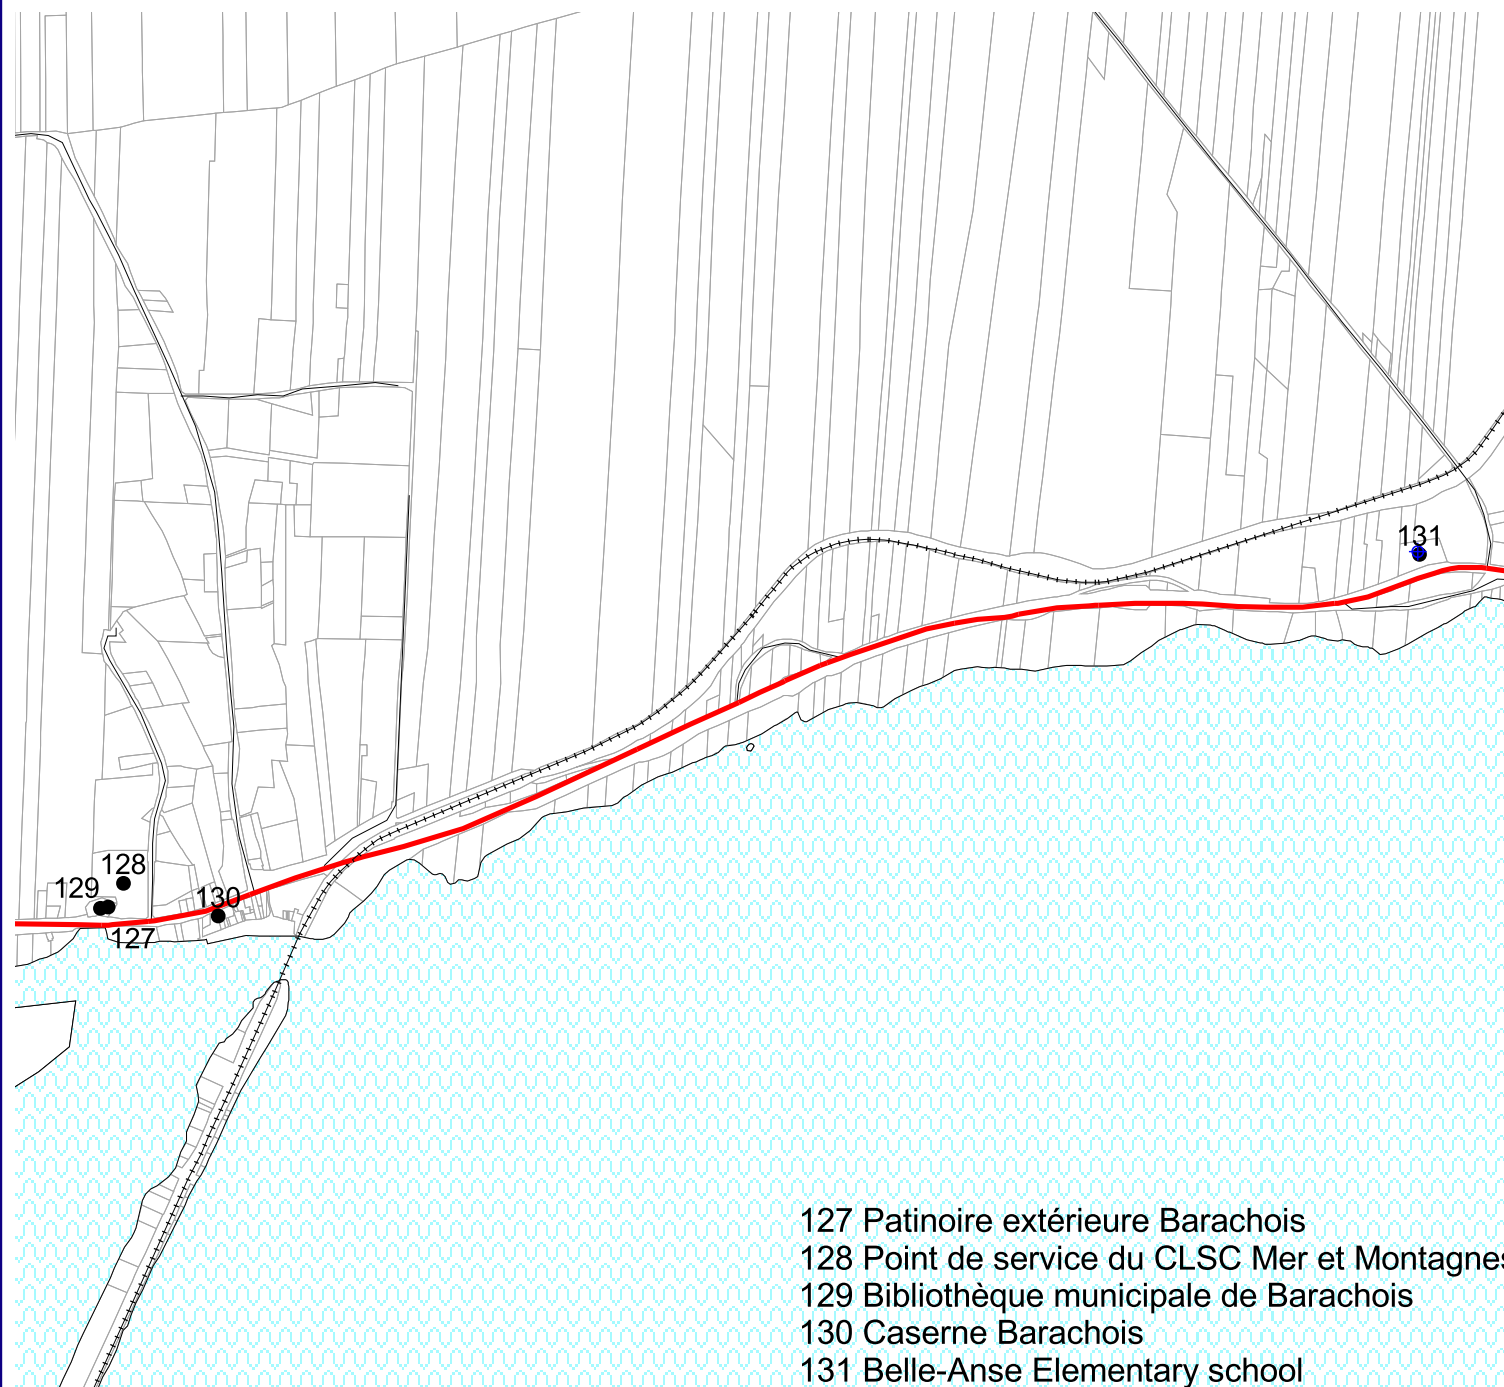 131
128
129
130
127
127 Patinoire extérieure Barachois
128 Point de service du CLSC Mer et Montagnes
129 Bibliothèque municipale de Barachois
130 Caserne Barachois
131 Belle-Anse Elementary school